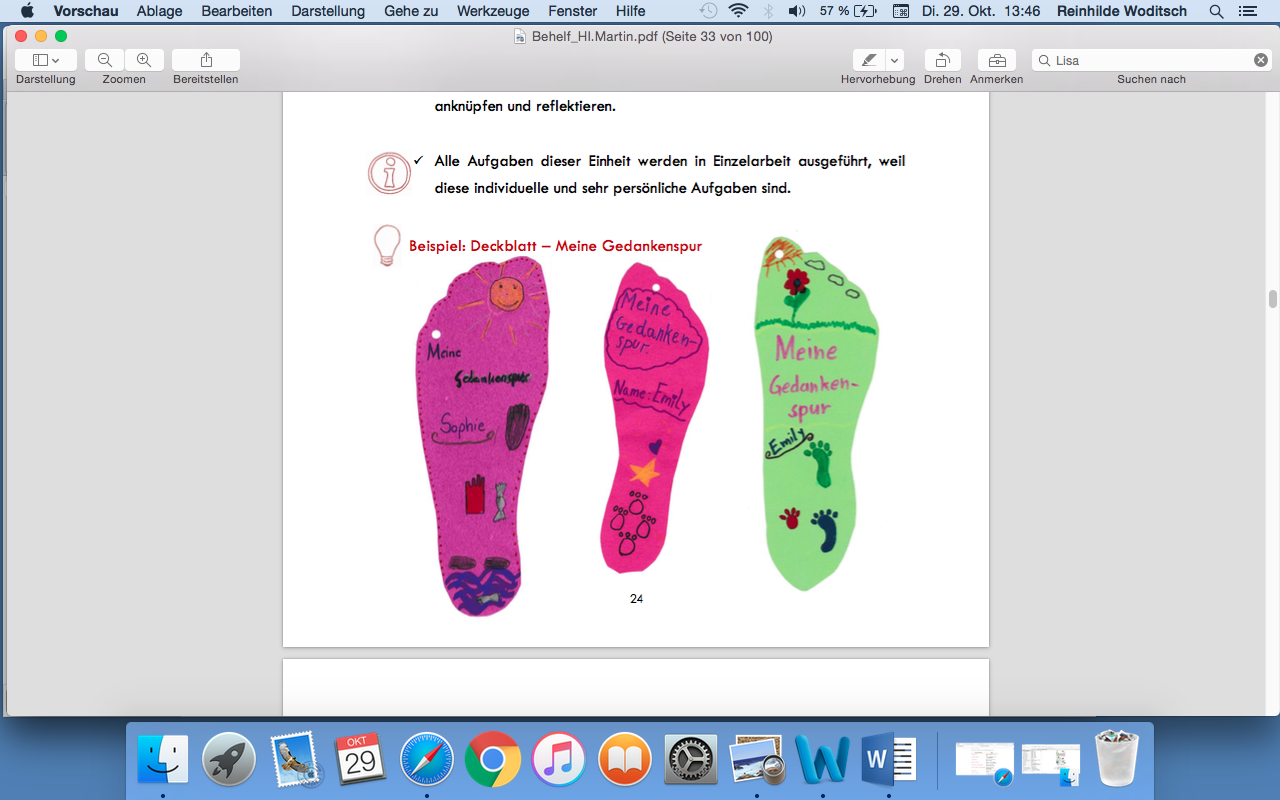 Vorschau Ablage Bearbeiten Darstellung Gehe zu Werkzeuge Fenster Hilfe 57 % Di. 29. Okt. 13:46 Reinhilde Woditsch
Behelf_HI.Martin.pdf (Seite 33 von 100)
Lisa
Darstellung Zoomen Bereitstellen Hervorhebung Drehen Anmerken Suchen nach
anknüpfen und reflektieren.
✓ Alle Aufgaben dieser Einheit werden in Einzelarbeit ausgeführt, weil
diese individuelle und sehr persönliche Aufgaben sind.
Beispiel: Deckblatt – Meine Gedankenspur
Meine
Gedankenspur
Sophie
Meine
Gedanken-
spur.
Name: Emily
Meine
Gedanken-
spur
Emily
24
OKT
29
W